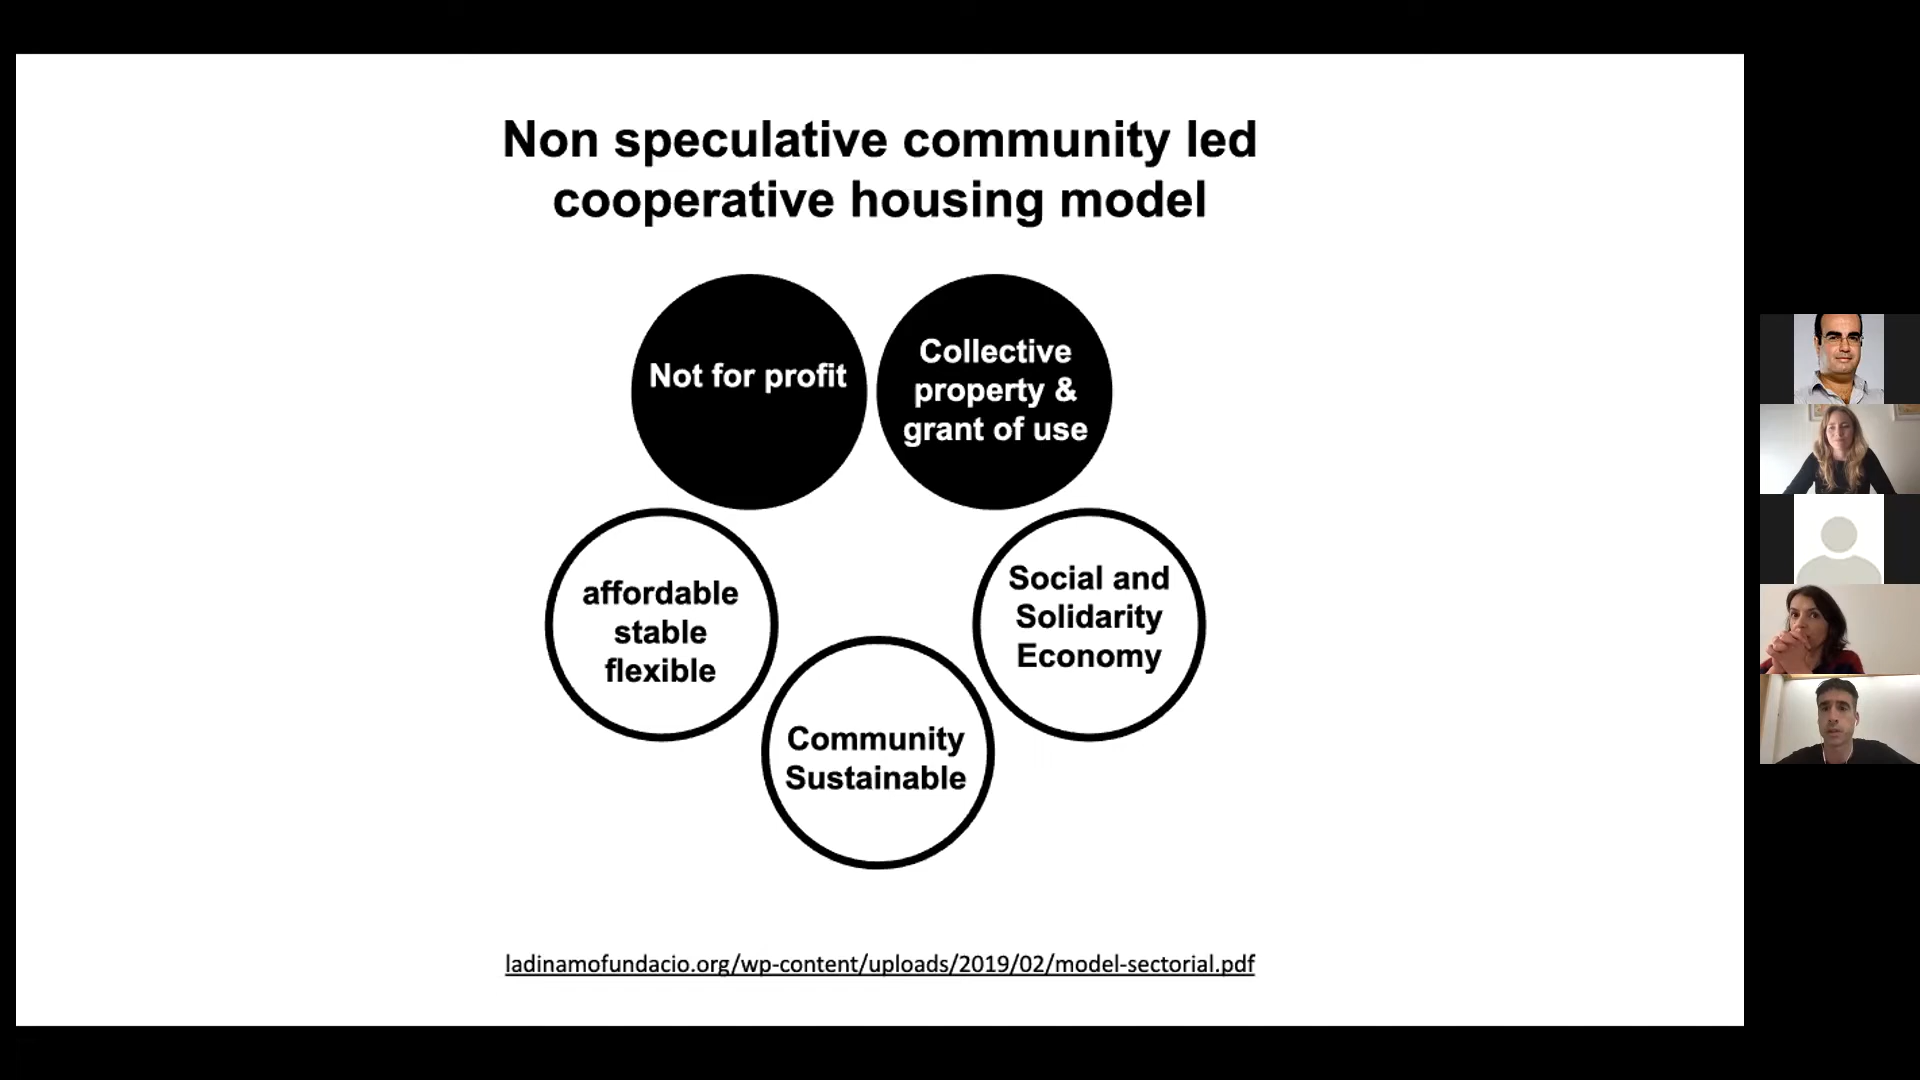 Non speculative community led
cooperative housing model
Not for profit
Collective
property &
grant of use
affordable
stable
flexible
Social and
Solidarity
Economy
Community
Sustainable
ladinamofundacio.org/wp-content/uploads/2019/02/model-sectorial.pdf